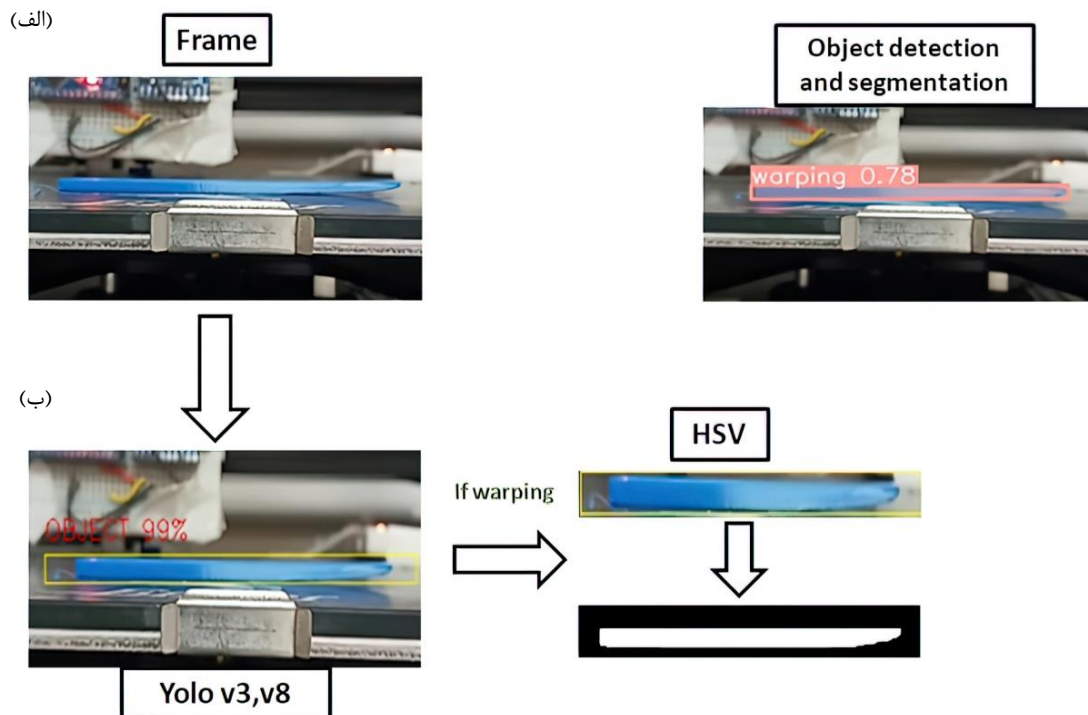 (الف)
Frame
Object detection
and segmentation
warping 0.78
(ب)
OBJECT 99%
Yolo v3,v8
If warping
HSV